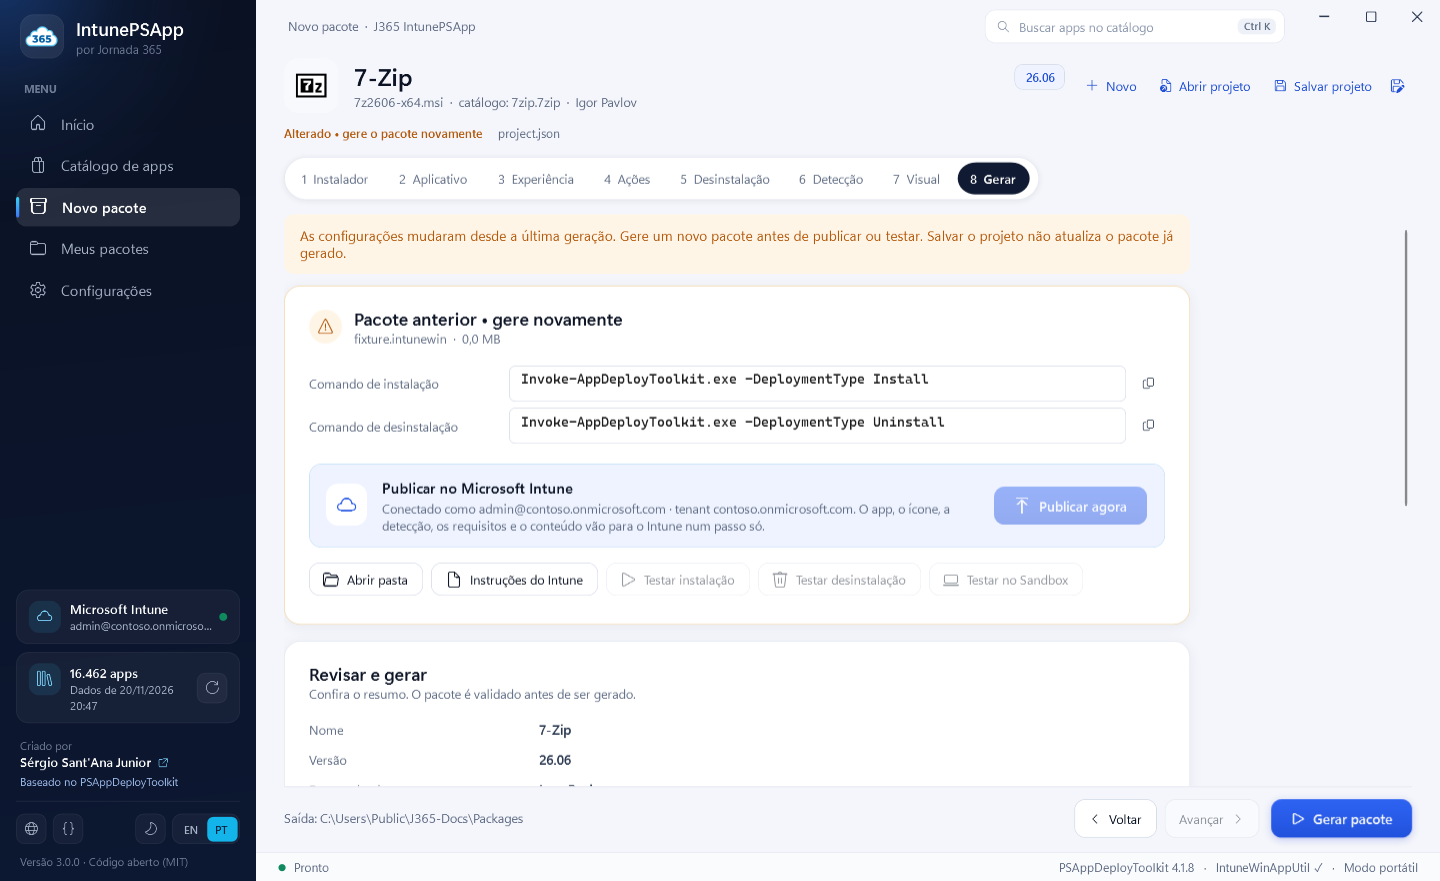 365
IntunePSApp
por Jornada 365
MENU
Início
Catálogo de apps
Novo pacote
Meus pacotes
Configurações
Microsoft Intune
admin@contoso.onmicroso...
16.462 apps
Dados de 20/11/2026
20:47
Criado por
Sérgio Sant'Ana Junior
Baseado no PSAppDeployToolkit
{} EN PT
Versão 3.0.0 · Código aberto (MIT)
Novo pacote · J365 IntunePSApp
Buscar apps no catálogo Ctrl K
7z
7-Zip
7z2606-x64.msi · catálogo: 7zip.7zip · Igor Pavlov
26.06 Novo Abrir projeto Salvar projeto
Alterado • gere o pacote novamente project.json
1 Instalador 2 Aplicativo 3 Experiência 4 Ações 5 Desinstalação 6 Detecção 7 Visual 8 Gerar
As configurações mudaram desde a última geração. Gere um novo pacote antes de publicar ou testar. Salvar o projeto não atualiza o pacote já
gerado.
Pacote anterior • gere novamente
fixture.intunewin · 0,0 MB
Comando de instalação Invoke-AppDeployToolkit.exe -DeploymentType Install
Comando de desinstalação Invoke-AppDeployToolkit.exe -DeploymentType Uninstall
Publicar no Microsoft Intune
Conectado como admin@contoso.onmicrosoft.com · tenant contoso.onmicrosoft.com. O app, o ícone, a
detecção, os requisitos e o conteúdo vão para o Intune num passo só.
Publicar agora
Abrir pasta Instruções do Intune Testar instalação Testar desinstalação Testar no Sandbox
Revisar e gerar
Confira o resumo. O pacote é validado antes de ser gerado.
Nome 7-Zip
Versão 26.06
Saída: C:\Users\Public\J365-Docs\Packages
Voltar Avançar Gerar pacote
Pronto
PSAppDeployToolkit 4.1.8 · IntuneWinAppUtil ✓ · Modo portátil